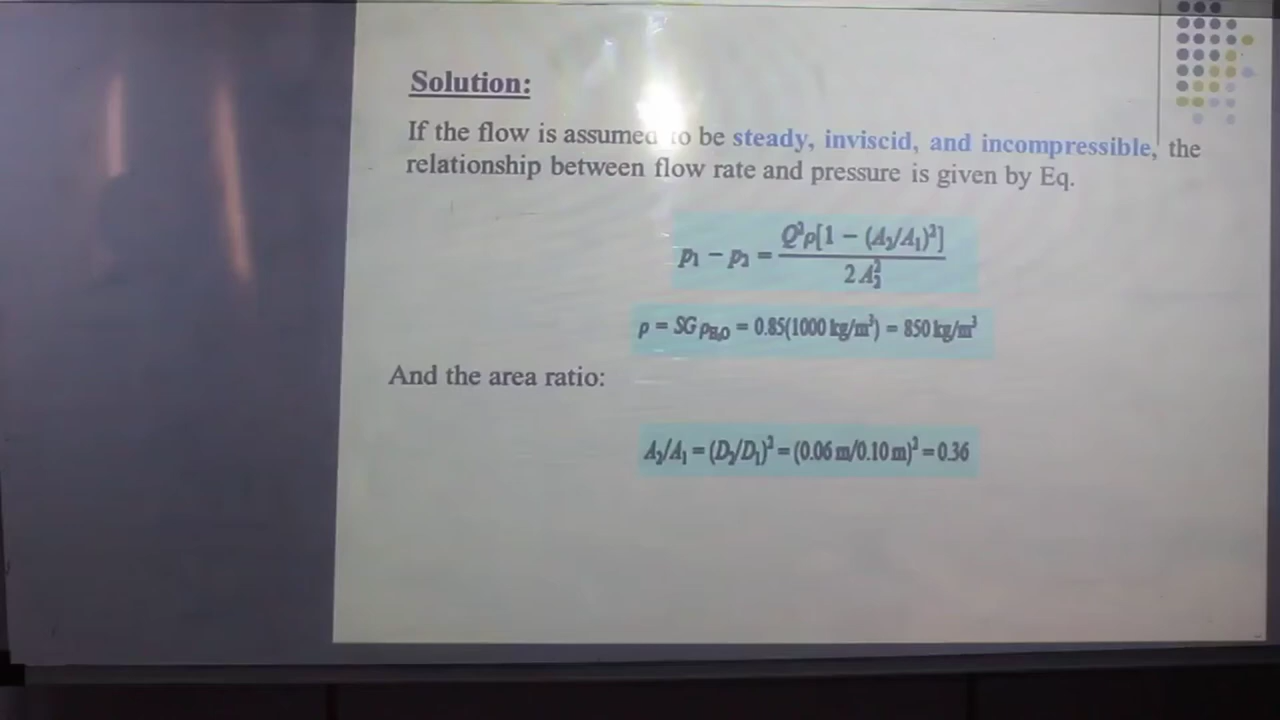 Solution:
If the flow is assumed to be steady, inviscid, and incompressible, the
relationship between flow rate and pressure is given by Eq.
p₁ − p₂ = Q²ρ[1 − (A₂/A₁)²] / 2 A₂²
ρ = SG ρH₂O = 0.85(1000 kg/m³) = 850 kg/m³
And the area ratio:
A₂/A₁ = (D₂/D₁)² = (0.06 m/0.10 m)² = 0.36